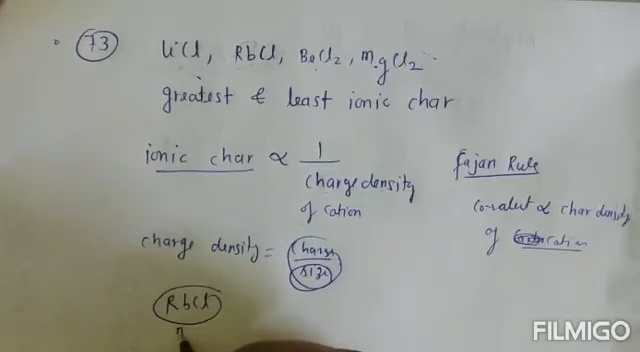 73 LiCl, RbCl, BeCl2, MgCl2
greatest & least ionic char
ionic char ∝ 1 / charge density of cation
Fajan Rule
covalent ∝ char density
of cation
charge density = charge / size
RbCl
FILMIGO